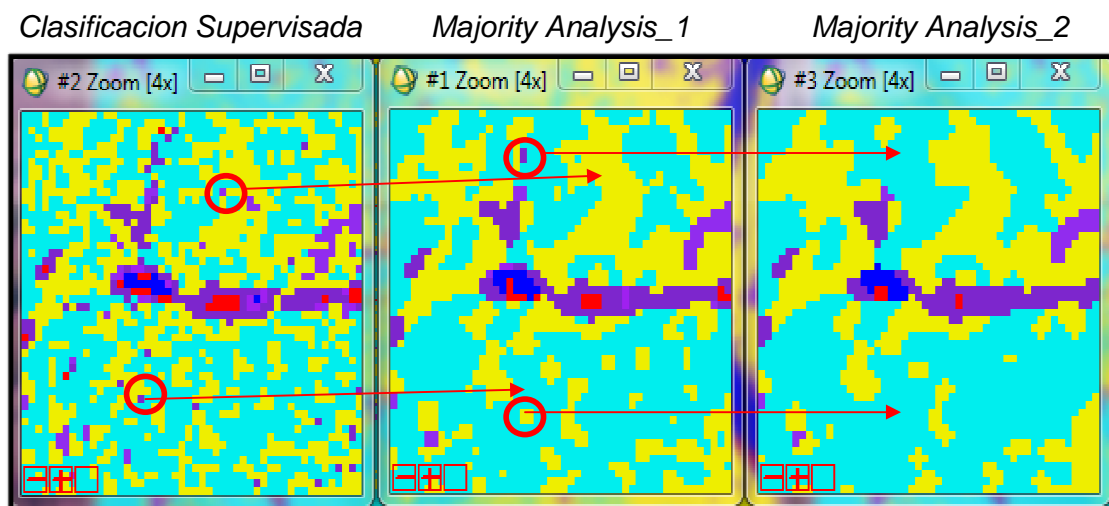 Clasificacion Supervisada Majority Analysis_1 Majority Analysis_2
#2 Zoom [4x] #1 Zoom [4x] #3 Zoom [4x]